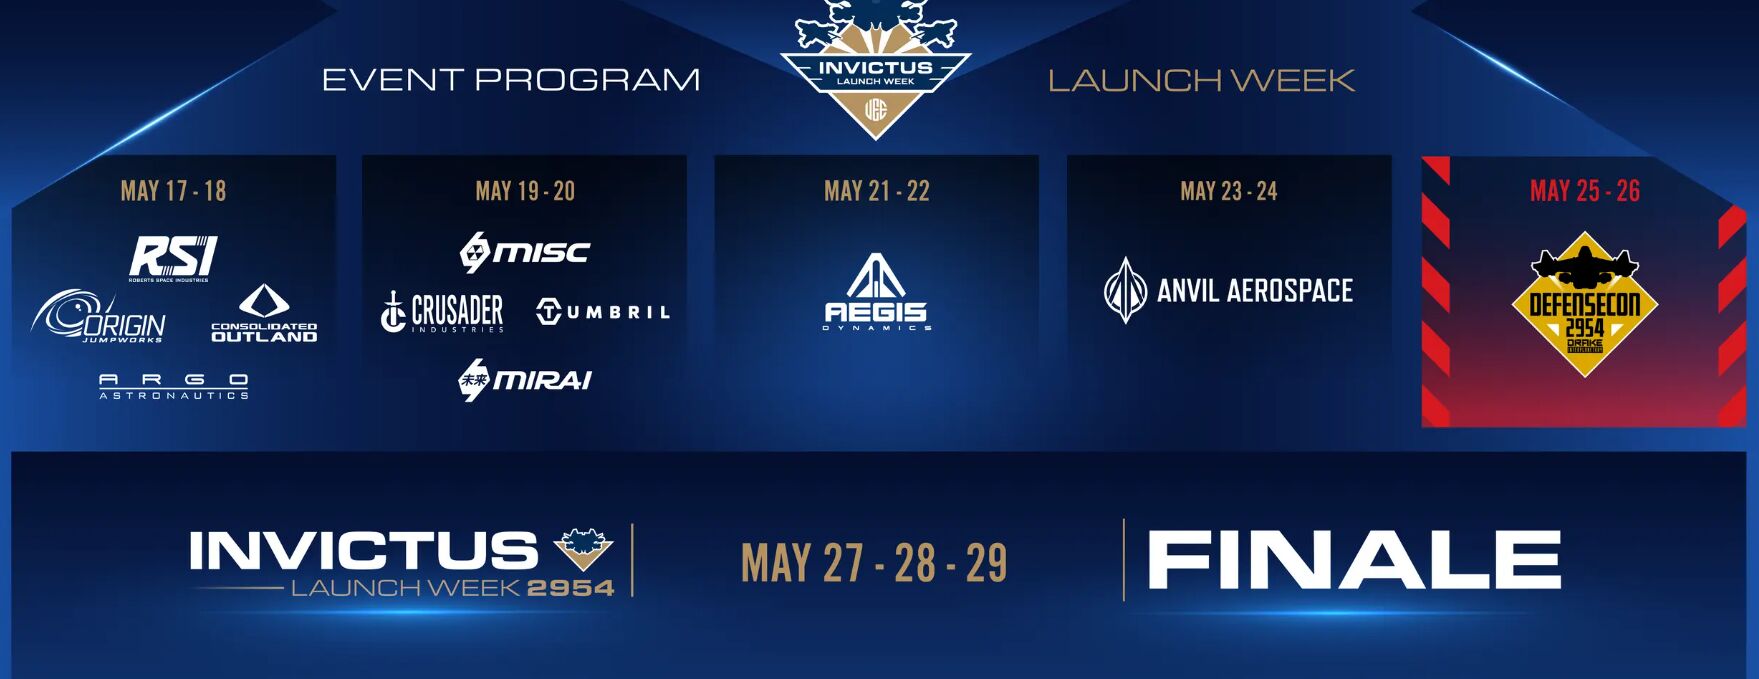 EVENT PROGRAM
INVICTUS
LAUNCH WEEK
UEE
LAUNCH WEEK
MAY 17 - 18
RSI
ROBERTS SPACE INDUSTRIES
ORIGIN
JUMPWORKS
CONSOLIDATED
OUTLAND
ARGO
ASTRONAUTICS
MAY 19 - 20
MISC
CRUSADER
INDUSTRIES
TUMBRIL
未来 MIRAI
MAY 21 - 22
AEGIS
DYNAMICS
MAY 23 - 24
ANVIL AEROSPACE
MAY 25 - 26
DEFENSECON
2954
DRAKE
INVICTUS
LAUNCH WEEK 2954
MAY 27 - 28 - 29
FINALE